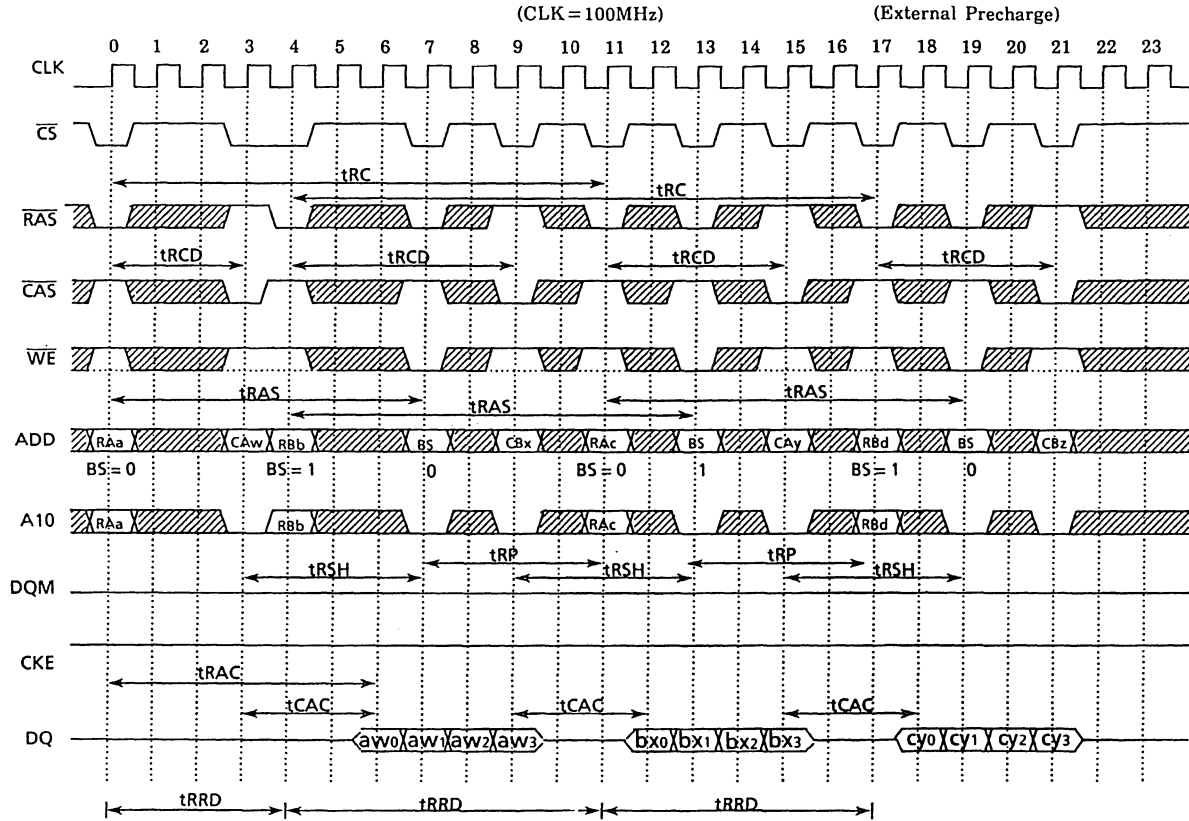 (CLK=100MHz) (External Precharge)
0 1 2 3 4 5 6 7 8 9 10 11 12 13 14 15 16 17 18 19 20 21 22 23
CLK
CS
tRC
tRC
RAS
tRCD tRCD tRCD tRCD
CAS
WE
tRAS tRAS
tRAS
ADD RAa CAw RBb BS CBx RAc BS CAy RBd BS CBz
BS=0 BS=1 0 BS=0 1 BS=1 0
A10 RAa RBb RAc RBd
tRP tRP
tRSH tRSH tRSH
DQM
CKE
tRAC
tCAC tCAC tCAC
DQ aw0 aw1 aw2 aw3 bx0 bx1 bx2 bx3 cy0 cy1 cy2 cy3
tRRD tRRD tRRD